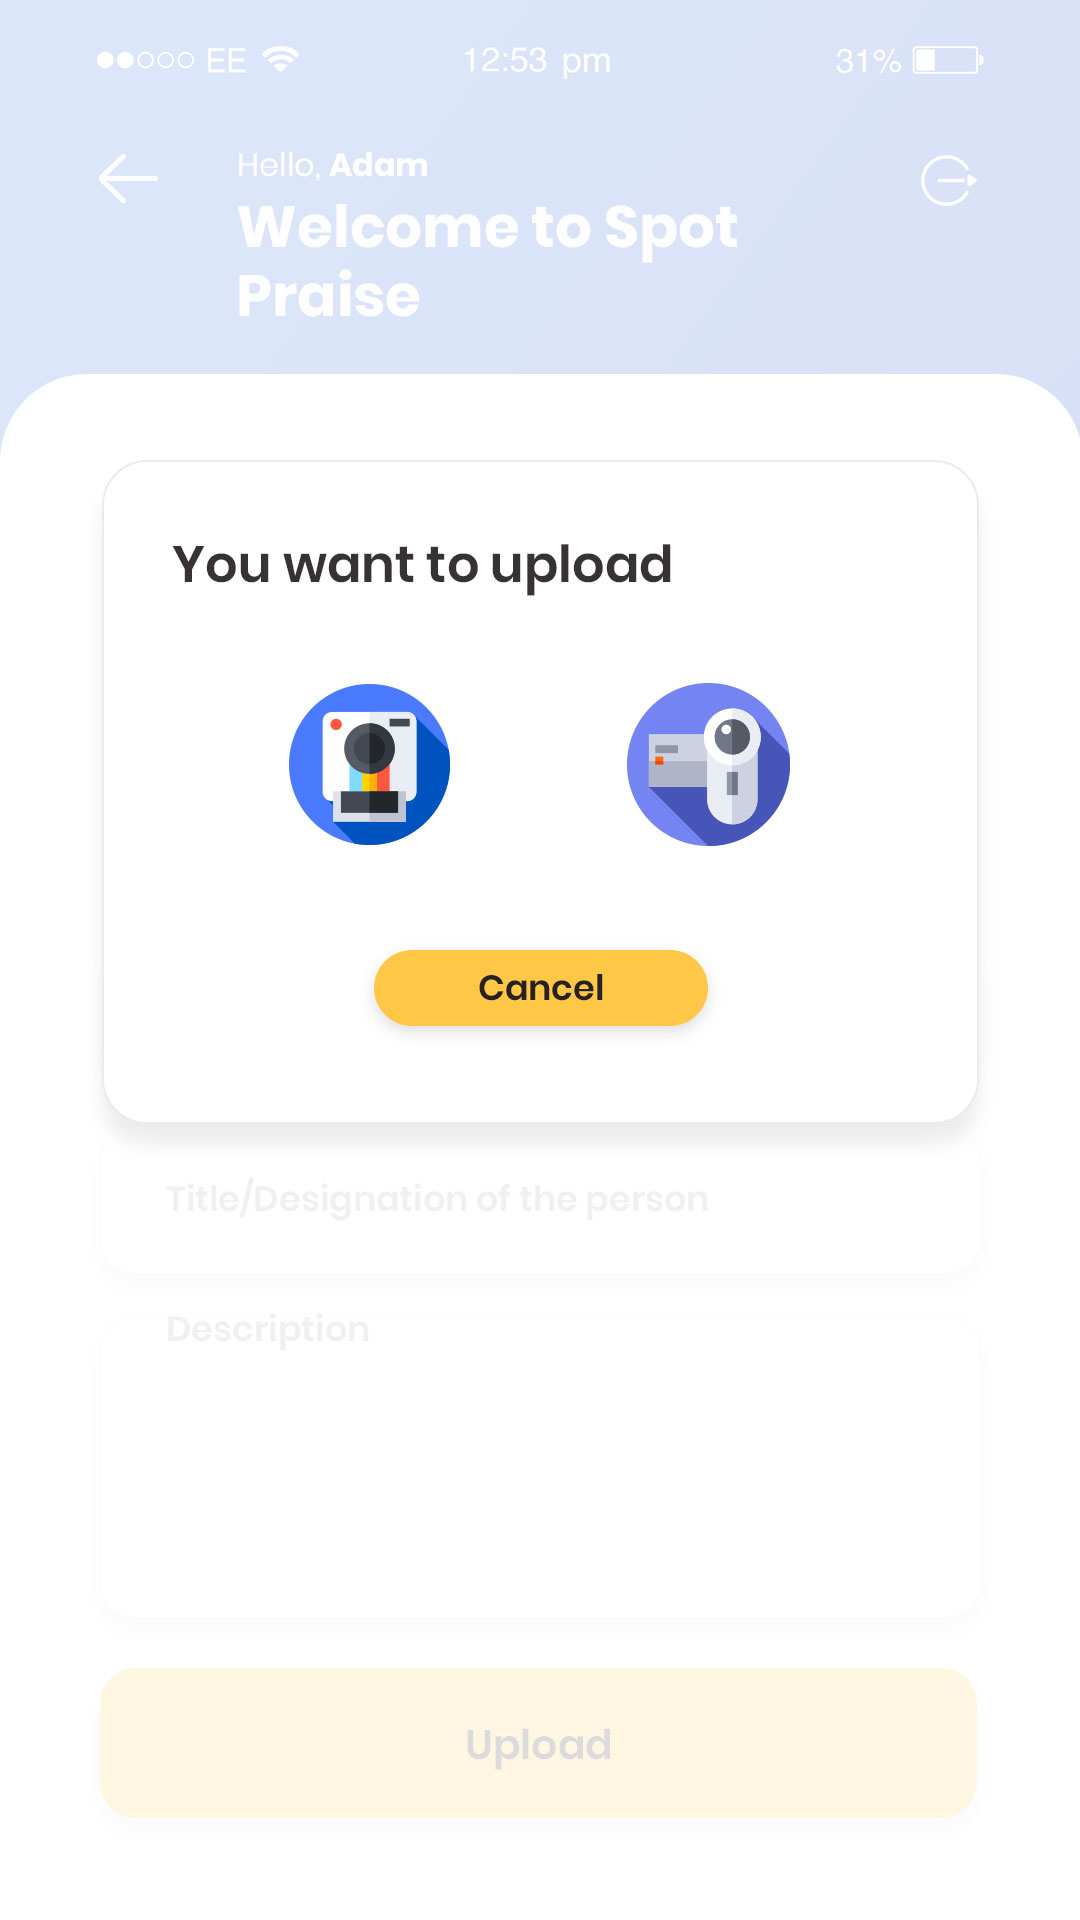 EE 12:53 pm 31%
Hello, Adam
Welcome to Spot
Praise
You want to upload
Cancel
Title/Designation of the person
Description
Upload